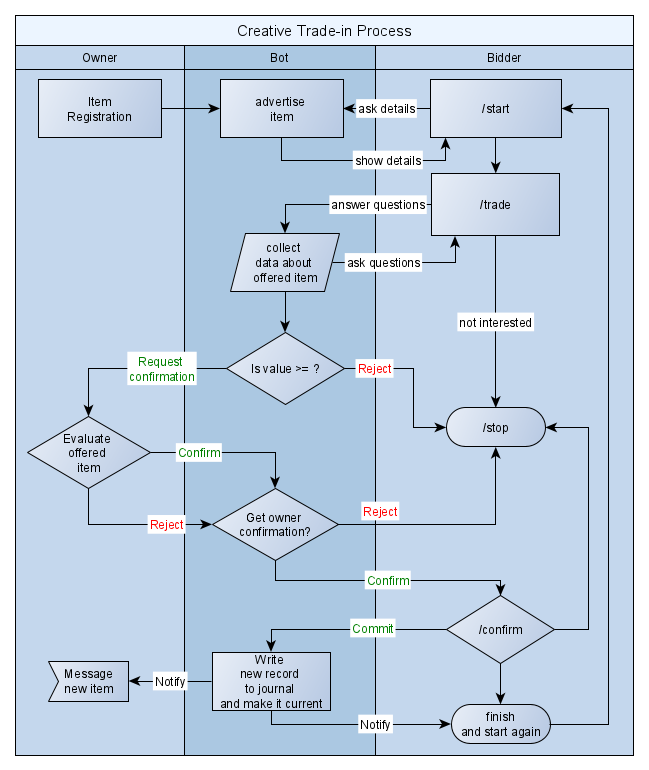 Creative Trade-in Process
Owner
Bot
Bidder
Item
Registration
advertise
item
ask details
/start
show details
answer questions
/trade
collect
data about
offered item
ask questions
not interested
Request
confirmation
Is value >= ?
Reject
/stop
Evaluate
offered
item
Confirm
Reject
Get owner
confirmation?
Reject
Confirm
Commit
/confirm
Message
new item
Notify
Write
new record
to journal
and make it current
Notify
finish
and start again